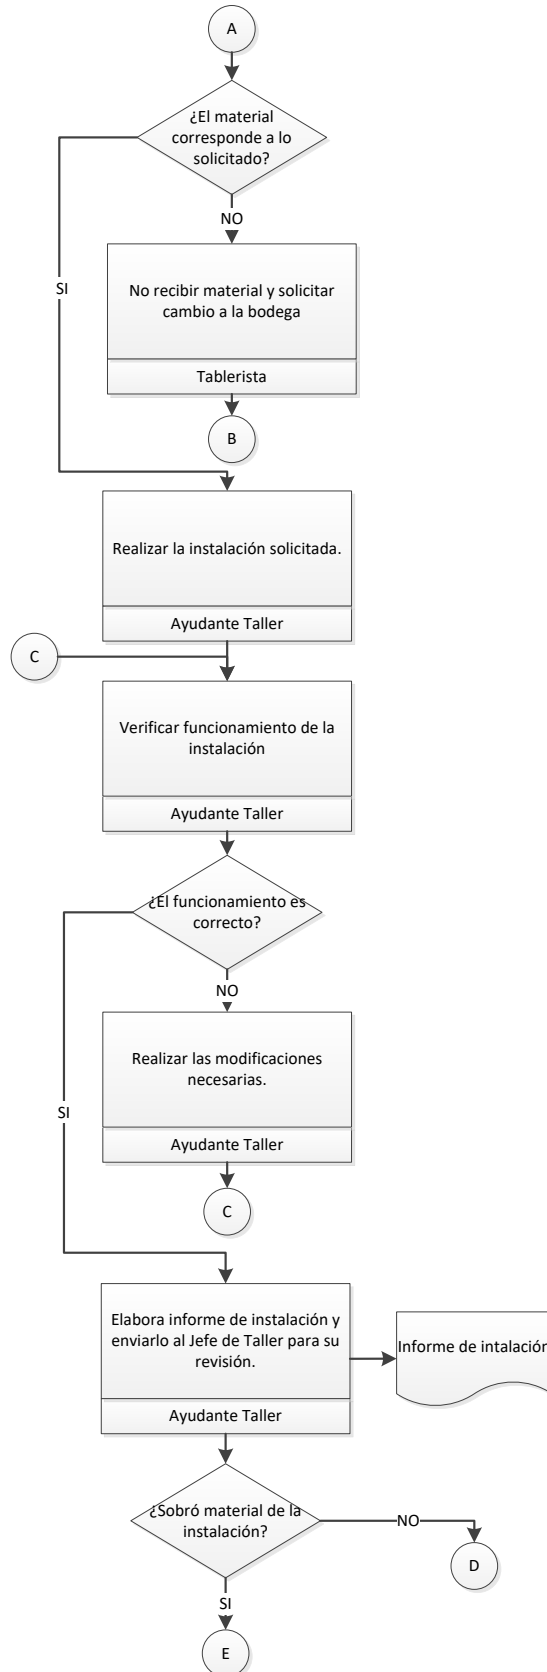 A
¿El material
corresponde a lo
solicitado?
NO
SI
No recibir material y solicitar
cambio a la bodega
Tablerista
B
Realizar la instalación solicitada.
Ayudante Taller
C
Verificar funcionamiento de la
instalación
Ayudante Taller
¿El funcionamiento es
correcto?
NO
Realizar las modificaciones
necesarias.
SI
Ayudante Taller
C
Elabora informe de instalación y
enviarlo al Jefe de Taller para su
revisión.
Informe de intalación
Ayudante Taller
¿Sobró material de la
instalación?
NO
D
SI
E